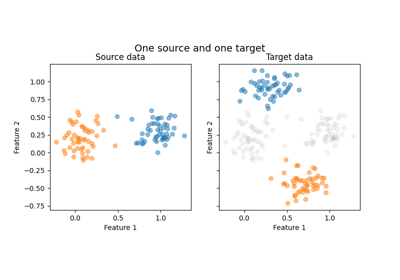 One source and one target
Source data
Target data
Feature 2
1.00
0.75
0.50
0.25
0.00
−0.25
−0.50
−0.75
0.0
0.5
1.0
Feature 1
Feature 2
0.0
0.5
1.0
Feature 1